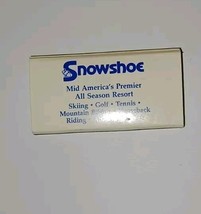 Snowshoe
Mid America's Premier
All Season Resort
Skiing • Golf • Tennis •
Mountain
Riding